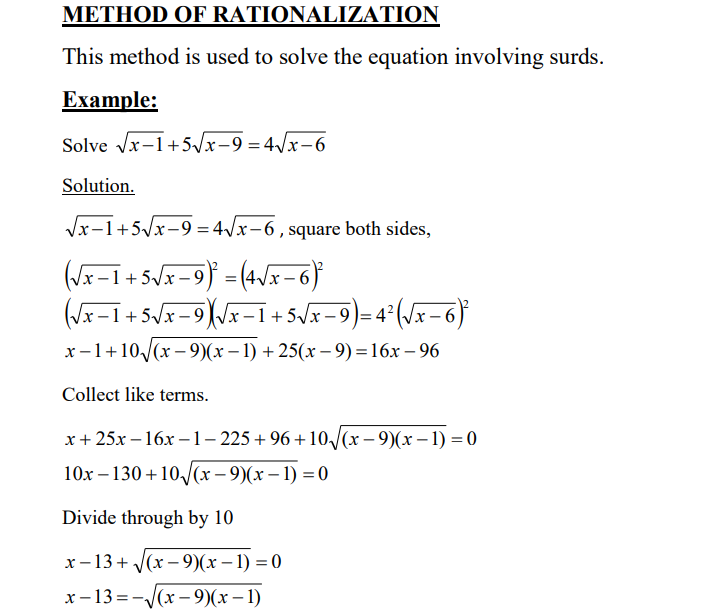 METHOD OF RATIONALIZATION
This method is used to solve the equation involving surds.
Example:
Solve √(x−1) + 5√(x−9) = 4√(x−6)
Solution.
√(x−1) + 5√(x−9) = 4√(x−6) , square both sides,
(√(x−1) + 5√(x−9))² = (4√(x−6))²
(√(x−1) + 5√(x−9))(√(x−1) + 5√(x−9)) = 4²(√(x−6))²
x−1+10√((x−9)(x−1)) + 25(x−9) = 16x−96
Collect like terms.
x + 25x −16x −1− 225 + 96 +10√((x−9)(x−1)) = 0
10x −130 +10√((x−9)(x−1)) = 0
Divide through by 10
x −13 + √((x−9)(x−1)) = 0
x −13 = −√((x−9)(x−1))